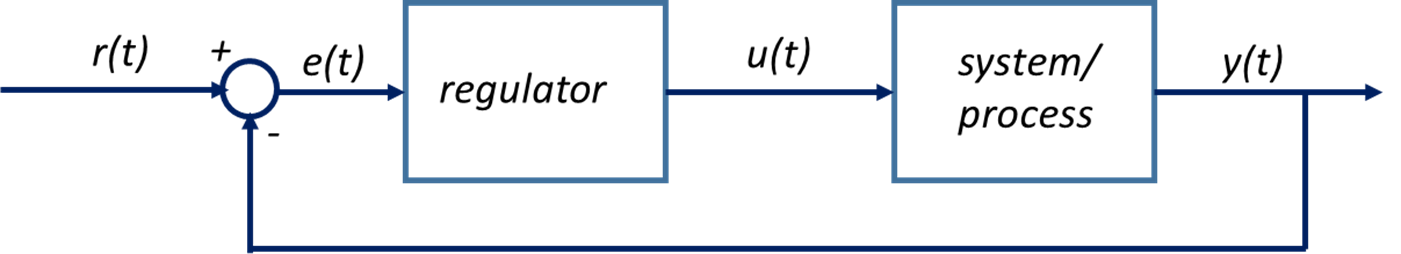 r(t)
+
e(t)
regulator
u(t)
system/
process
y(t)
-